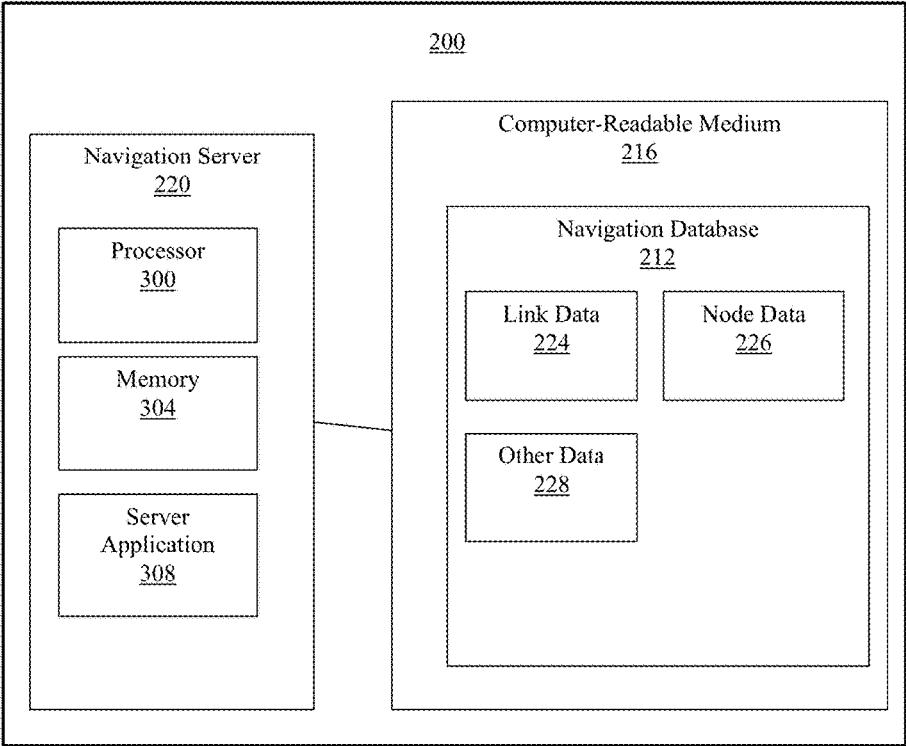 200
Navigation Server
220
Processor
300
Memory
304
Server
Application
308
Computer-Readable Medium
216
Navigation Database
212
Link Data
224
Node Data
226
Other Data
228